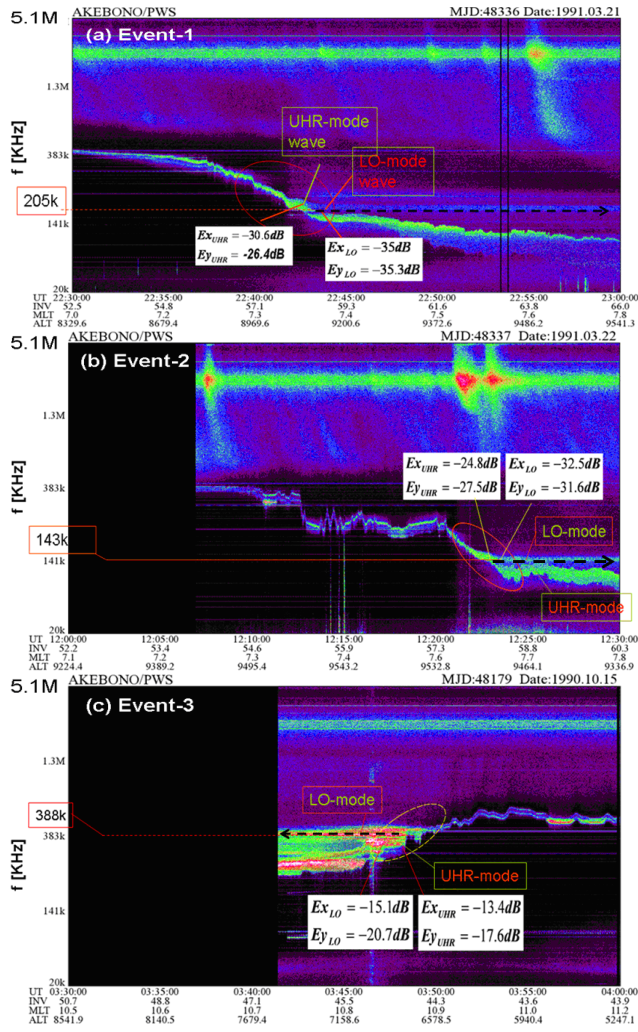 AKEBONO/PWS MJD:48336 Date:1991.03.21
5.1M
(a) Event-1
1.3M
UHR-mode
wave
383k
LO-mode
wave
f [KHz]
205k
141k
Ex_UHR = −30.6dB
Ey_UHR = -26.4dB
Ex_LO = −35dB
Ey_LO = −35.3dB
20k
UT 22:30:00 22:35:00 22:40:00 22:45:00 22:50:00 22:55:00 23:00:00
INV 52.5 54.8 57.1 59.3 61.6 63.8 66.0
MLT 7.0 7.2 7.3 7.4 7.5 7.6 7.8
ALT 8329.6 8679.4 8969.6 9200.6 9372.6 9486.2 9541.3
AKEBONO/PWS MJD:48337 Date:1991.03.22
5.1M
(b) Event-2
1.3M
Ex_UHR = −24.8dB Ex_LO = −32.5dB
Ey_UHR = −27.5dB Ey_LO = −31.6dB
383k
f [KHz]
LO-mode
143k
141k
UHR-mode
20k
UT 12:00:00 12:05:00 12:10:00 12:15:00 12:20:00 12:25:00 12:30:00
INV 52.2 53.4 54.6 55.9 57.3 58.8 60.3
MLT 7.1 7.2 7.3 7.4 7.6 7.7 7.8
ALT 9224.4 9389.2 9495.4 9543.2 9532.8 9464.1 9336.9
AKEBONO/PWS MJD:48179 Date:1990.10.15
5.1M
(c) Event-3
1.3M
LO-mode
388k
383k
f [KHz]
UHR-mode
Ex_LO = −15.1dB Ex_UHR = −13.4dB
Ey_LO = −20.7dB Ey_UHR = −17.6dB
141k
20k
UT 03:30:00 03:35:00 03:40:00 03:45:00 03:50:00 03:55:00 04:00:00
INV 50.7 48.8 47.1 45.5 44.3 43.6 43.9
MLT 10.5 10.6 10.7 10.8 10.9 11.0 11.2
ALT 8541.9 8140.5 7679.4 7158.6 6578.5 5940.4 5247.1